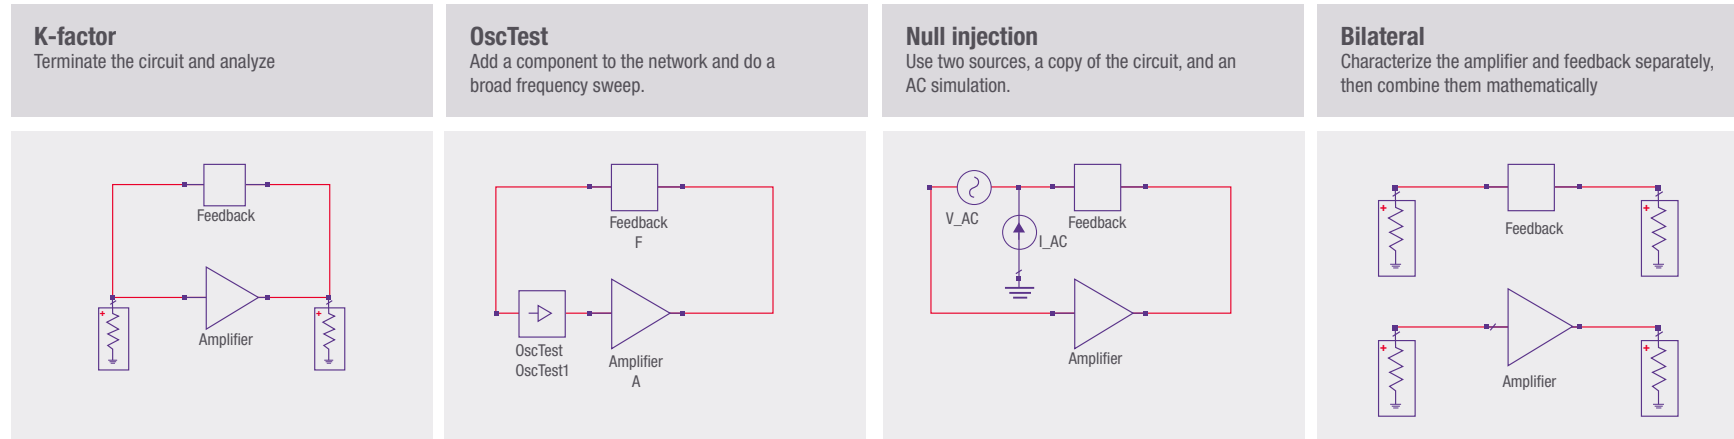 K-factor
Terminate the circuit and analyze
OscTest
Add a component to the network and do a
broad frequency sweep.
Null injection
Use two sources, a copy of the circuit, and an
AC simulation.
Bilateral
Characterize the amplifier and feedback separately,
then combine them mathematically
Feedback
Amplifier
Feedback
F
OscTest
OscTest1
Amplifier
A
V_AC
I_AC
Feedback
Amplifier
Feedback
Amplifier